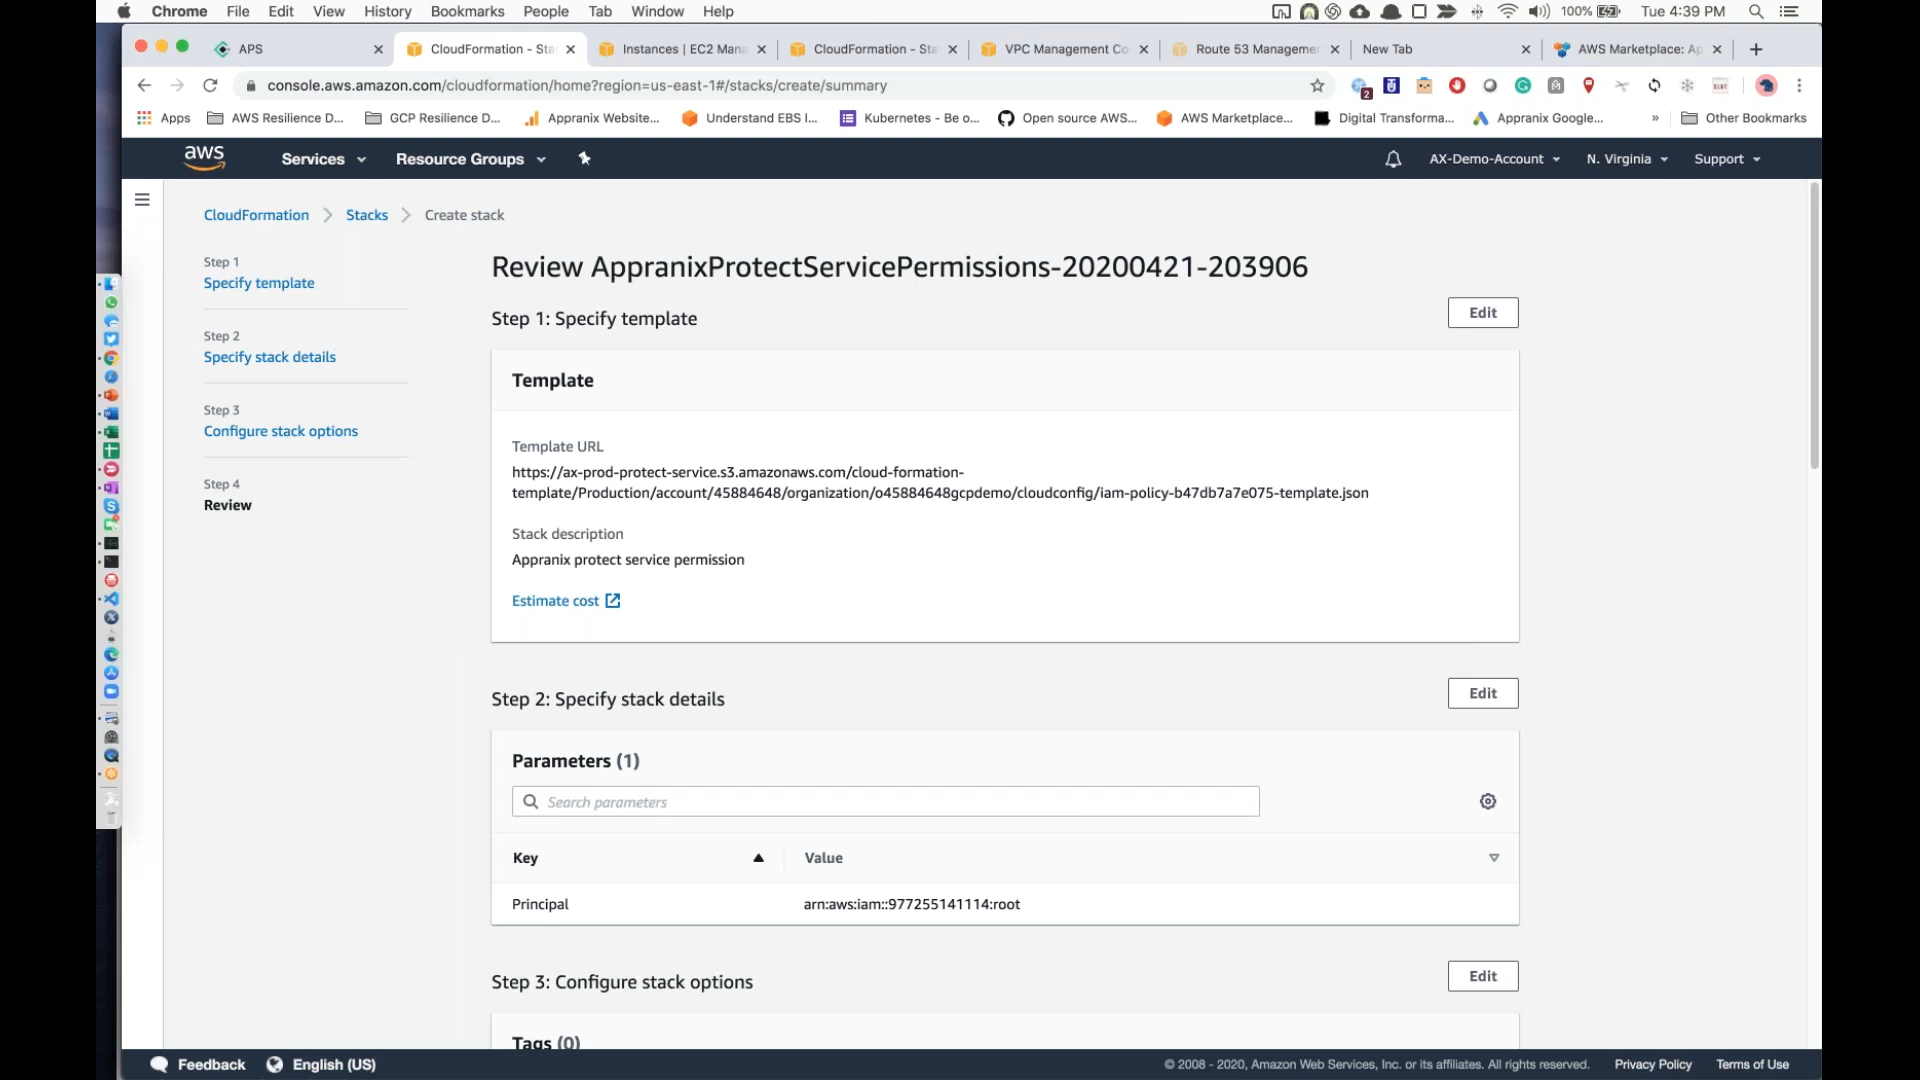 Chrome File Edit View History Bookmarks People Tab Window Help 100% Tue 4:39 PM
APS CloudFormation - Sta Instances | EC2 Mana CloudFormation - Sta VPC Management Co Route 53 Managemen New Tab AWS Marketplace: Ap
console.aws.amazon.com/cloudformation/home?region=us-east-1#/stacks/create/summary 2
Apps AWS Resilience D... GCP Resilience D... Appranix Website... Understand EBS I... Kubernetes - Be o... Open source AWS... AWS Marketplace... Digital Transforma... Appranix Google... » Other Bookmarks
aws Services Resource Groups AX-Demo-Account N. Virginia Support
CloudFormation Stacks Create stack
Step 1
Specify template
Step 2
Specify stack details
Step 3
Configure stack options
Step 4
Review
Review AppranixProtectServicePermissions-20200421-203906
Step 1: Specify template
Edit
Template
Template URL
https://ax-prod-protect-service.s3.amazonaws.com/cloud-formation-
template/Production/account/45884648/organization/o45884648gcpdemo/cloudconfig/iam-policy-b47db7a7e075-template.json
Stack description
Appranix protect service permission
Estimate cost
Step 2: Specify stack details
Edit
Parameters (1)
Search parameters
Key Value
Principal arn:aws:iam::977255141114:root
Step 3: Configure stack options
Edit
Tags (0)
Feedback English (US) © 2008 - 2020, Amazon Web Services, Inc. or its affiliates. All rights reserved. Privacy Policy Terms of Use